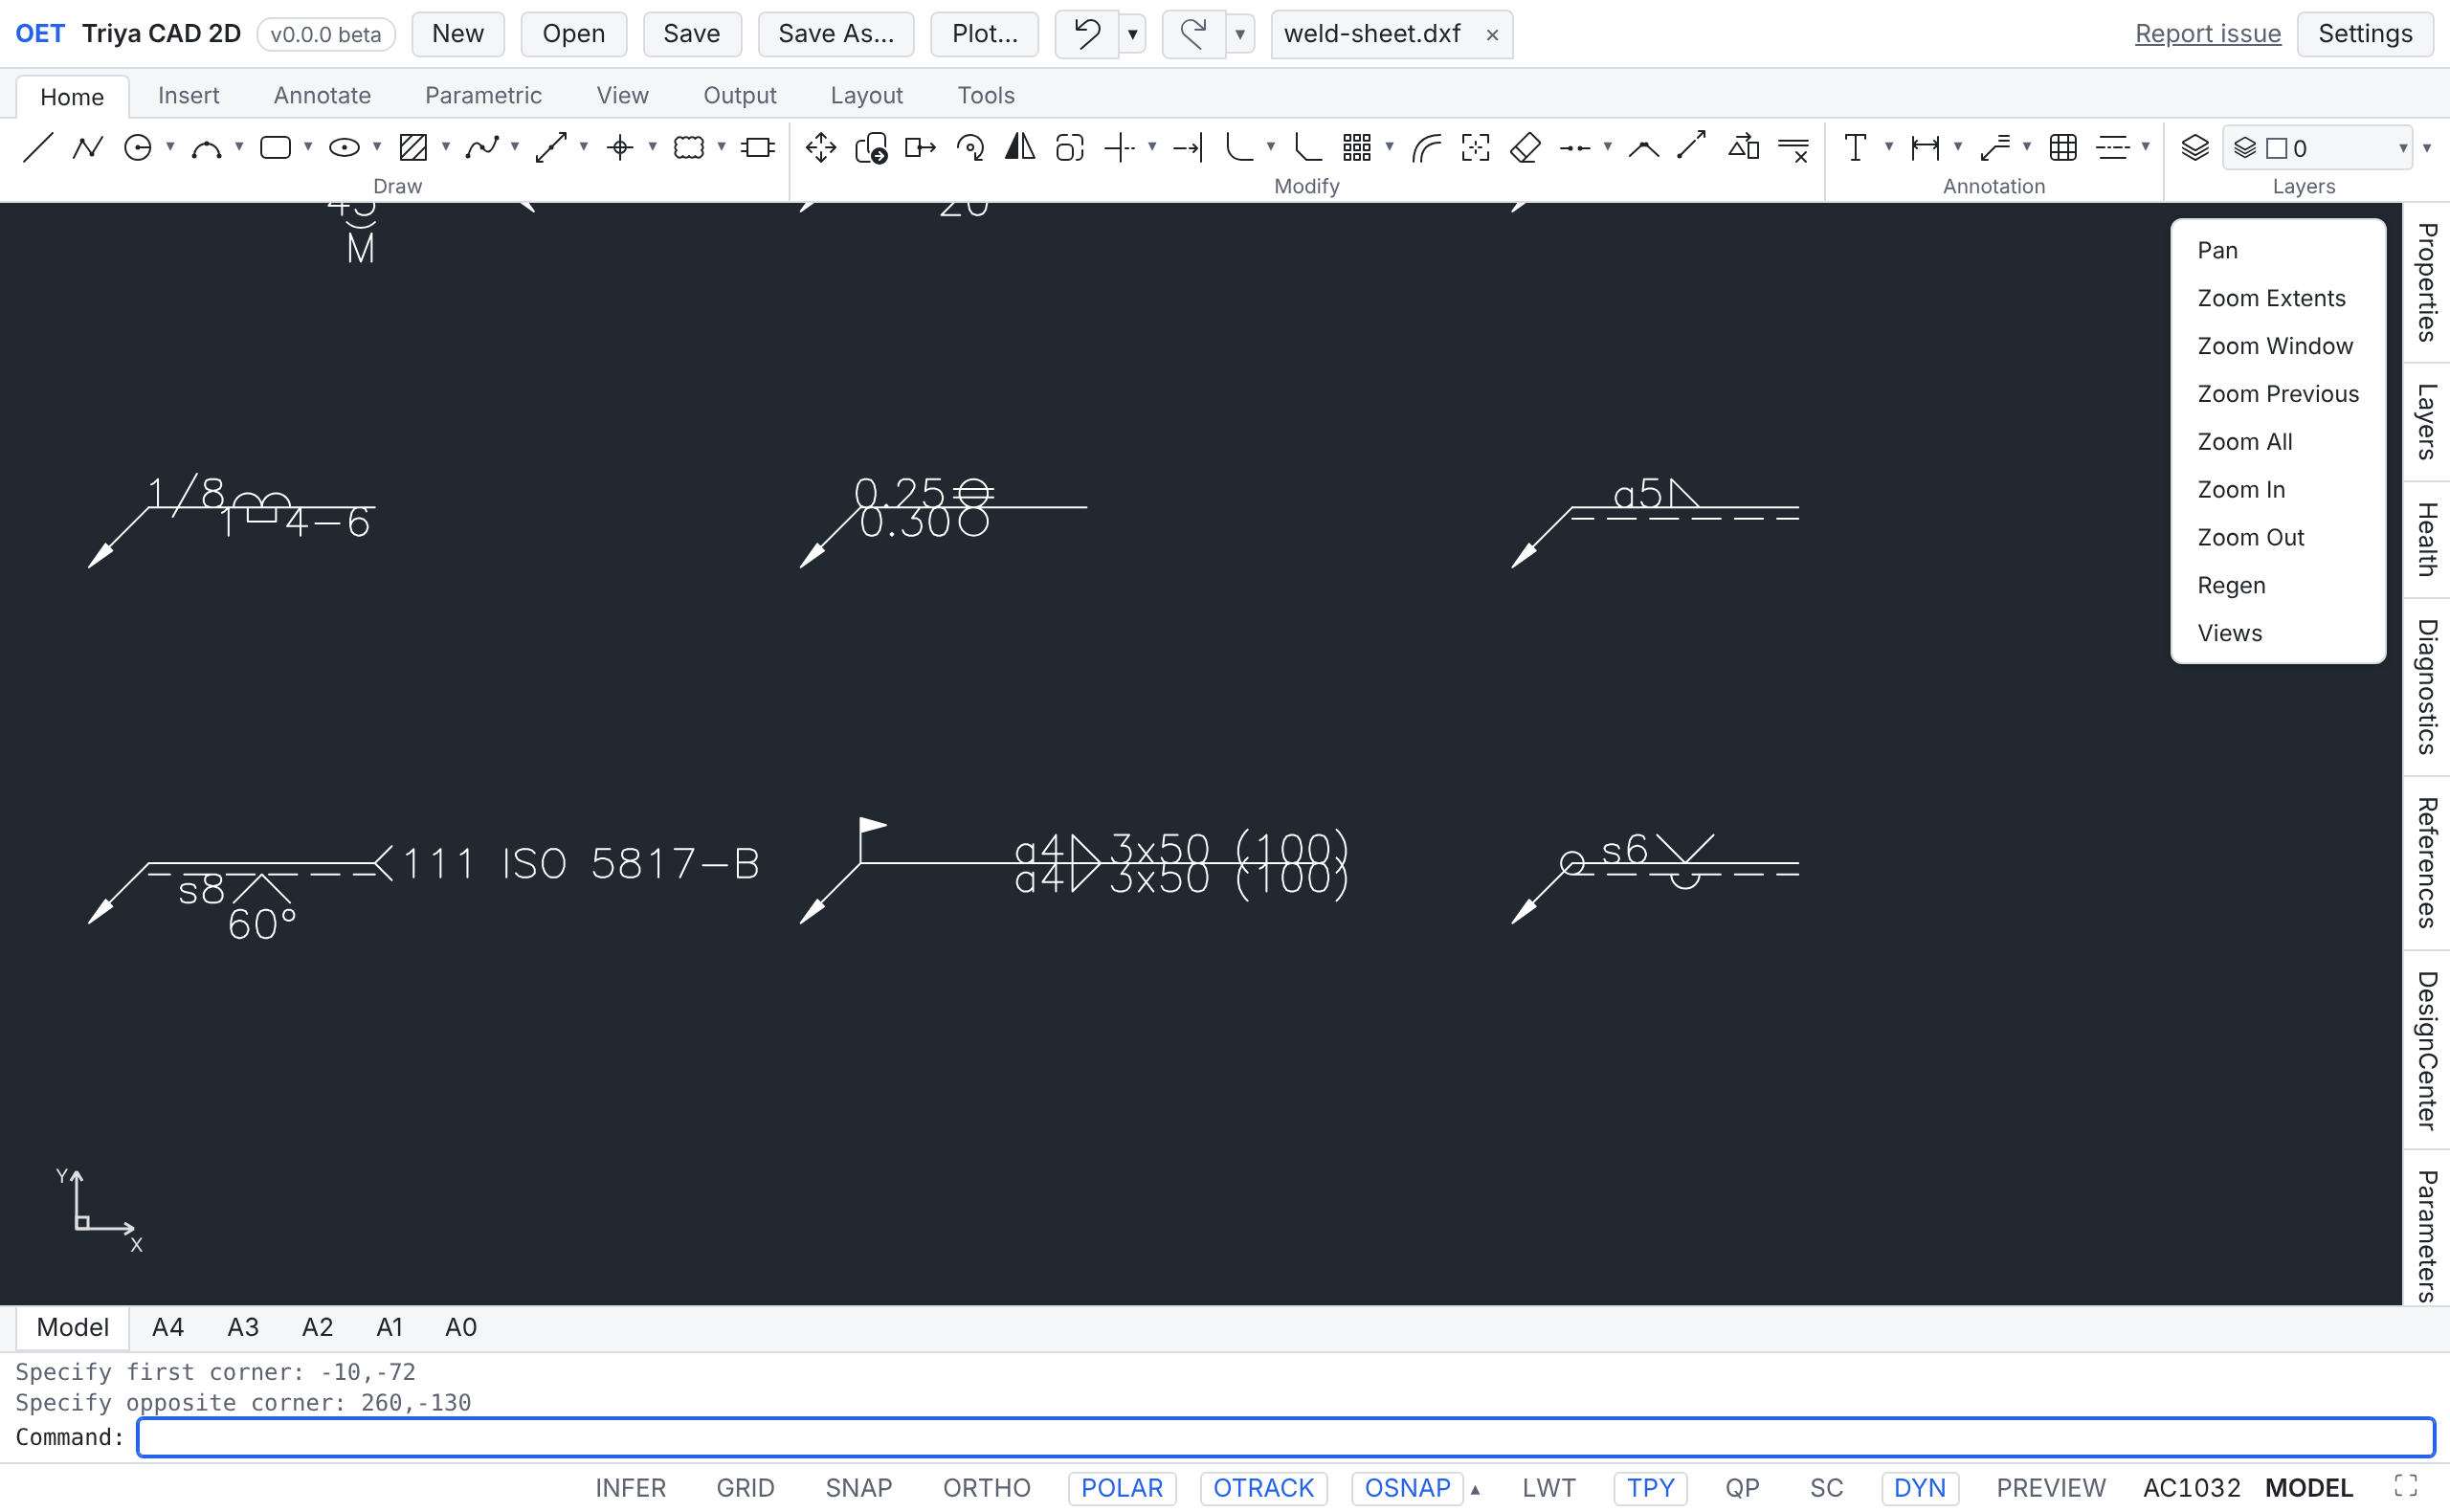 OET Triya CAD 2D v0.0.0 beta New Open Save Save As... Plot... weld-sheet.dxf × Report issue Settings
Home Insert Annotate Parametric View Output Layout Tools
0
Draw Modify Annotation Layers
45 20
M
Pan
Zoom Extents
Zoom Window
Zoom Previous
Zoom All
Zoom In
Zoom Out
Regen
Views
Properties
Layers
Health
Diagnostics
References
DesignCenter
Parameters
1/8 0.25 a5
1 4-6 0.30
111 ISO 5817-B a4 3x50 (100) s6
s8 a4 3x50 (100)
60°
Y
X
Model A4 A3 A2 A1 A0
Specify first corner: -10,-72
Specify opposite corner: 260,-130
Command:
INFER GRID SNAP ORTHO POLAR OTRACK OSNAP LWT TPY QP SC DYN PREVIEW AC1032 MODEL